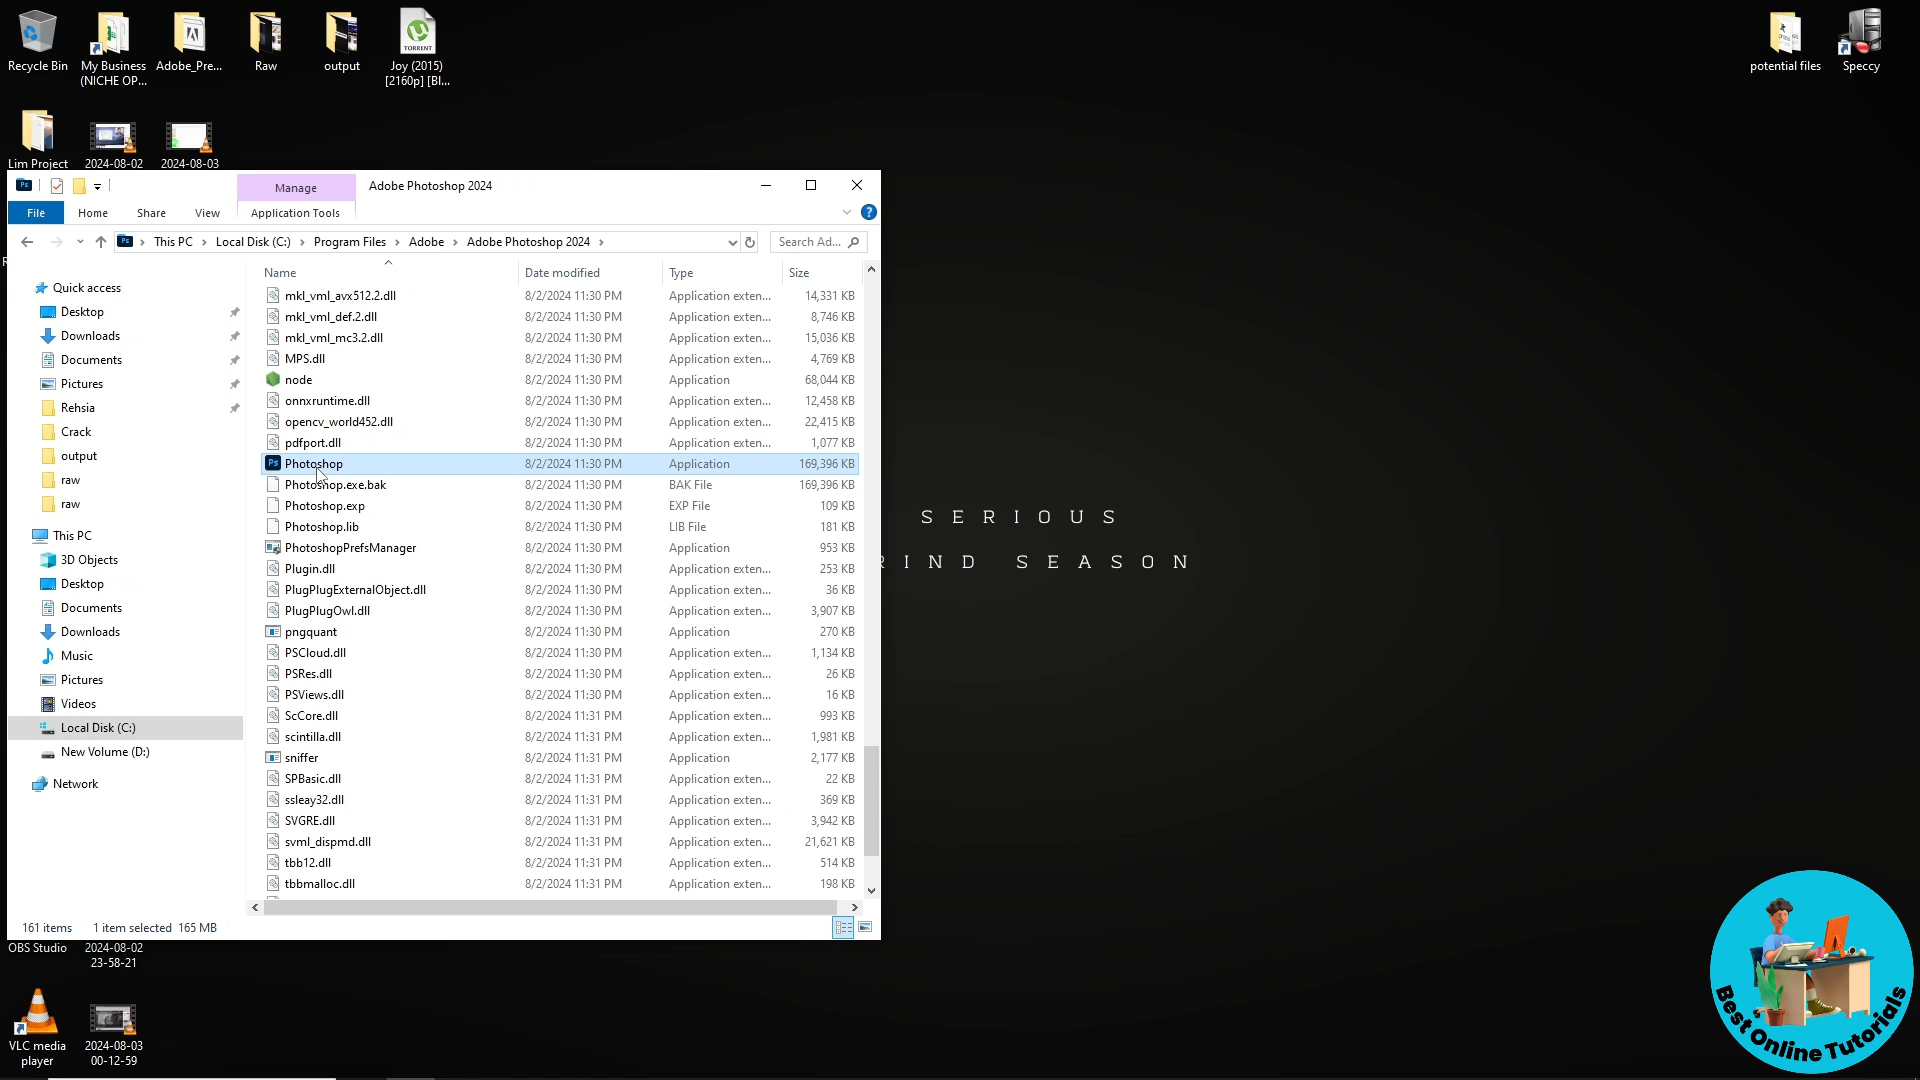 Recycle Bin
My Business
(NICHE OP...
Adobe_Pre...
Raw
output
TORRENT
Joy (2015)
[2160p] [Bl...
potential files
Speccy
Lim Project
2024-08-02
2024-08-03
Manage
Adobe Photoshop 2024
File
Home
Share
View
Application Tools
This PC
Local Disk (C:)
Program Files
Adobe
Adobe Photoshop 2024
Search Ad...
Name
Date modified
Type
Size
Quick access
Desktop
Downloads
Documents
Pictures
Rehsia
Crack
output
raw
raw
This PC
3D Objects
Desktop
Documents
Downloads
Music
Pictures
Videos
Local Disk (C:)
New Volume (D:)
Network
mkl_vml_avx512.2.dll 8/2/2024 11:30 PM Application exten... 14,331 KB
mkl_vml_def.2.dll 8/2/2024 11:30 PM Application exten... 8,746 KB
mkl_vml_mc3.2.dll 8/2/2024 11:30 PM Application exten... 15,036 KB
MPS.dll 8/2/2024 11:30 PM Application exten... 4,769 KB
node 8/2/2024 11:30 PM Application 68,044 KB
onnxruntime.dll 8/2/2024 11:30 PM Application exten... 12,458 KB
opencv_world452.dll 8/2/2024 11:30 PM Application exten... 22,415 KB
pdfport.dll 8/2/2024 11:30 PM Application exten... 1,077 KB
Ps Photoshop 8/2/2024 11:30 PM Application 169,396 KB
Photoshop.exe.bak 8/2/2024 11:30 PM BAK File 169,396 KB
Photoshop.exp 8/2/2024 11:30 PM EXP File 109 KB
Photoshop.lib 8/2/2024 11:30 PM LIB File 181 KB
PhotoshopPrefsManager 8/2/2024 11:30 PM Application 953 KB
Plugin.dll 8/2/2024 11:30 PM Application exten... 253 KB
PlugPlugExternalObject.dll 8/2/2024 11:30 PM Application exten... 36 KB
PlugPlugOwl.dll 8/2/2024 11:30 PM Application exten... 3,907 KB
pngquant 8/2/2024 11:30 PM Application 270 KB
PSCloud.dll 8/2/2024 11:30 PM Application exten... 1,134 KB
PSRes.dll 8/2/2024 11:30 PM Application exten... 26 KB
PSViews.dll 8/2/2024 11:30 PM Application exten... 16 KB
ScCore.dll 8/2/2024 11:31 PM Application exten... 993 KB
scintilla.dll 8/2/2024 11:31 PM Application exten... 1,981 KB
sniffer 8/2/2024 11:31 PM Application 2,177 KB
SPBasic.dll 8/2/2024 11:31 PM Application exten... 22 KB
ssleay32.dll 8/2/2024 11:31 PM Application exten... 369 KB
SVGRE.dll 8/2/2024 11:31 PM Application exten... 3,942 KB
svml_dispmd.dll 8/2/2024 11:31 PM Application exten... 21,621 KB
tbb12.dll 8/2/2024 11:31 PM Application exten... 514 KB
tbbmalloc.dll 8/2/2024 11:31 PM Application exten... 198 KB
161 items 1 item selected 165 MB
SERIOUS
RIND SEASON
OBS Studio
2024-08-02
23-58-21
VLC media
player
2024-08-03
00-12-59
Best Online Tutorials